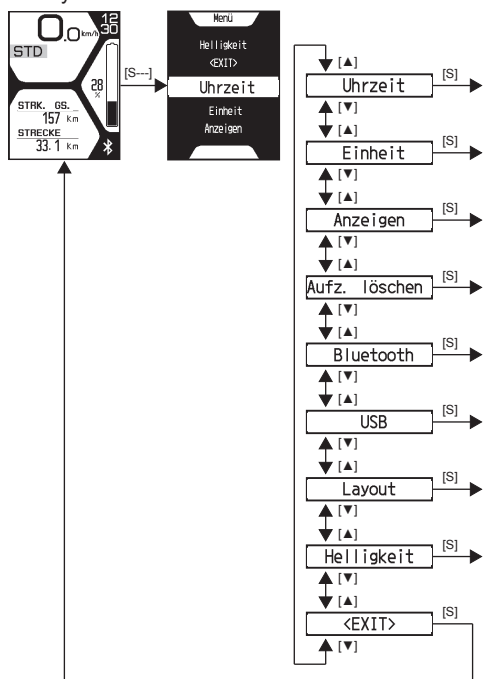 0.0 km/h
12
30
STD
28
%
STRK. GS.
157 Km
STRECKE
33.1 Km
[S---]
Menü
Helligkeit
<EXIT>
Uhrzeit
Einheit
Anzeigen
[▲]
Uhrzeit [S]
[▼]
[▲]
Einheit [S]
[▼]
[▲]
Anzeigen [S]
[▼]
[▲]
Aufz. löschen [S]
[▼]
[▲]
Bluetooth [S]
[▼]
[▲]
USB [S]
[▼]
[▲]
Layout [S]
[▼]
[▲]
Helligkeit [S]
[▼]
[▲]
<EXIT> [S]
[▼]